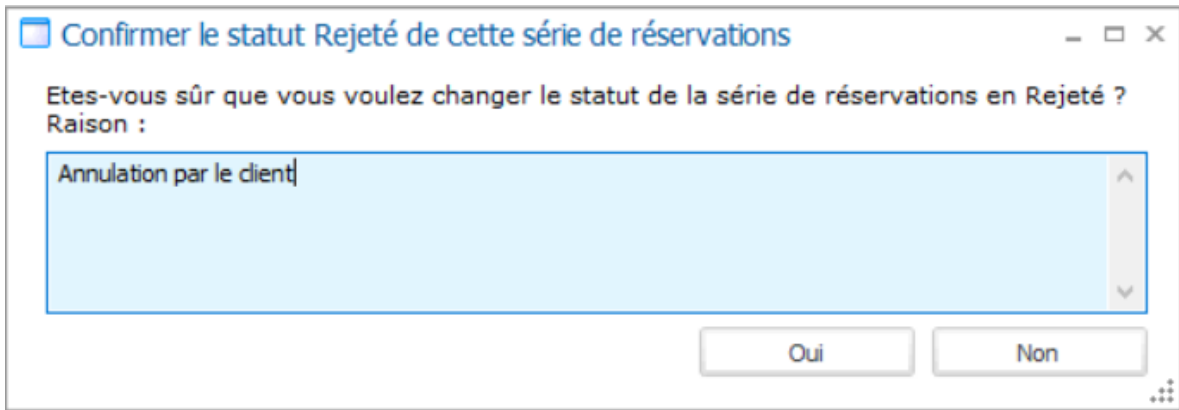 Confirmer le statut Rejeté de cette série de réservations
Etes-vous sûr que vous voulez changer le statut de la série de réservations en Rejeté ?
Raison :
Annulation par le client
Oui
Non